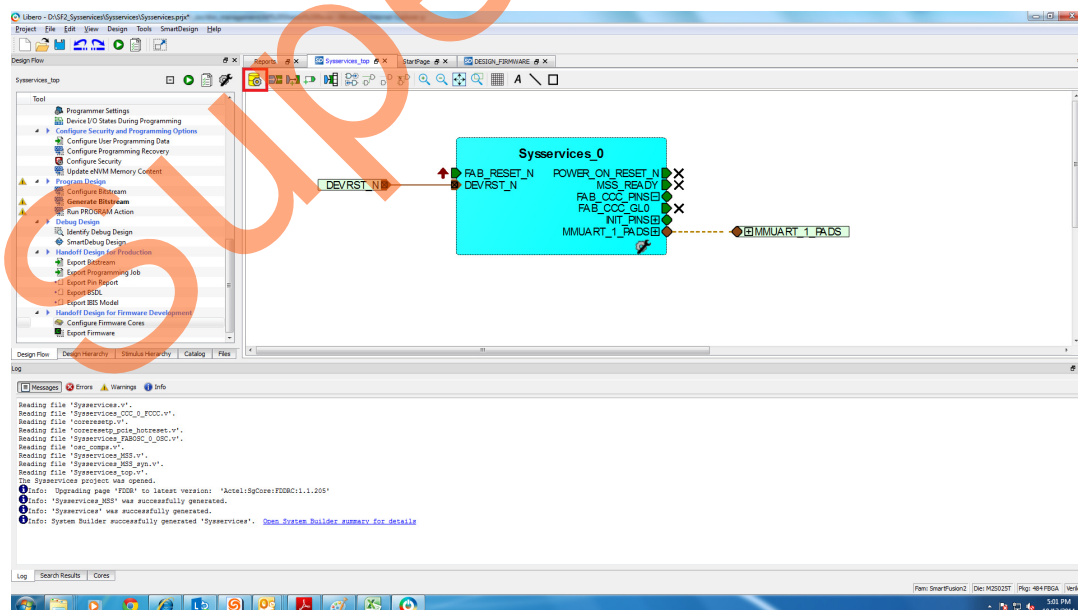 Libero - D:\SF2_Sysservices\Sysservices\Sysservices.prjx*
Project File Edit View Design Tools SmartDesign Help
Design Flow
Reports Sysservices_top StartPage DESIGN_FIRMWARE
Sysservices_top
Tool
Programmer Settings
Device I/O States During Programming
Configure Security and Programming Options
Configure User Programming Data
Configure Programming Recovery
Configure Security
Update eNVM Memory Content
Program Design
Configure Bitstream
Generate Bitstream
Run PROGRAM Action
Debug Design
Identify Debug Design
SmartDebug Design
Handoff Design for Production
Export Bitstream
Export Programming Job
Export Pin Report
Export BSDL
Export IBIS Model
Handoff Design for Firmware Development
Configure Firmware Cores
Export Firmware
Design Flow Design Hierarchy Stimulus Hierarchy Catalog Files
Sysservices_0
FAB_RESET_N POWER_ON_RESET_N
DEVRST_N DEVRST_N MSS_READY
FAB_CCC_PINS
FAB_CCC_GL0
INIT_PINS
MMUART_1_PADS MMUART_1_PADS
Log
Messages Errors Warnings Info
Reading file 'Sysservices.v'.
Reading file 'Sysservices_CCC_0_FCCC.v'.
Reading file 'coreresetp.v'.
Reading file 'coreresetp_pcie_hotreset.v'.
Reading file 'Sysservices_FABOSC_0_OSC.v'.
Reading file 'osc_comps.v'.
Reading file 'Sysservices_MSS.v'.
Reading file 'Sysservices_MSS_syn.v'.
Reading file 'Sysservices_top.v'.
The Sysservices project was opened.
Info: Upgrading page 'FDDR' to latest version: 'Actel:SgCore:FDDRC:1.1.205'
Info: 'Sysservices_MSS' was successfully generated.
Info: 'Sysservices' was successfully generated.
Info: System Builder successfully generated 'Sysservices'. Open System Builder summary for details
Log Search Results Cores
Fam: SmartFusion2 Die: M2S025T Pkg: 484 FBGA Veril
5:01 PM
Supe